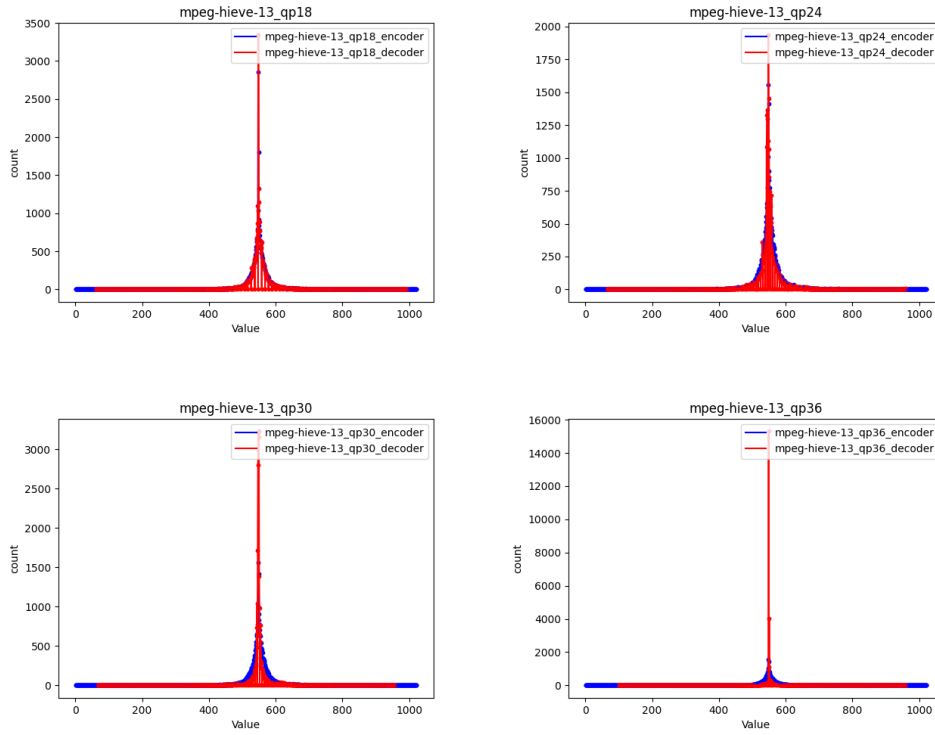 mpeg-hieve-13_qp18
3500
3000
2500
2000
1500
1000
500
0
count
mpeg-hieve-13_qp18_encoder
mpeg-hieve-13_qp18_decoder
0 200 400 600 800 1000
Value
mpeg-hieve-13_qp24
2000
1750
1500
1250
1000
750
500
250
0
count
mpeg-hieve-13_qp24_encoder
mpeg-hieve-13_qp24_decoder
0 200 400 600 800 1000
Value
mpeg-hieve-13_qp30
3000
2500
2000
1500
1000
500
0
count
mpeg-hieve-13_qp30_encoder
mpeg-hieve-13_qp30_decoder
0 200 400 600 800 1000
Value
mpeg-hieve-13_qp36
16000
14000
12000
10000
8000
6000
4000
2000
0
count
mpeg-hieve-13_qp36_encoder
mpeg-hieve-13_qp36_decoder
0 200 400 600 800 1000
Value